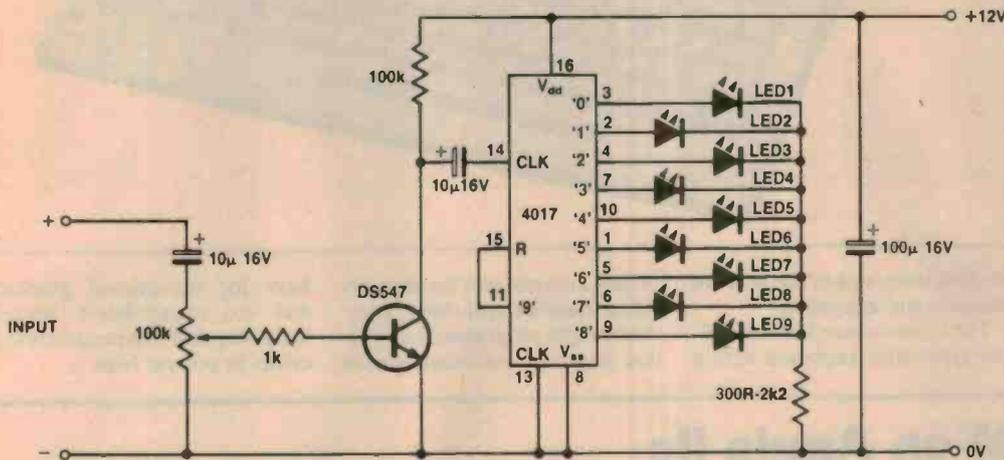 +12V
100k
16
Vdd
3
'0'
LED1
2
'1'
LED2
4
'2'
LED3
14
CLK
7
'3'
LED4
10µ16V
4017
10
'4'
LED5
+
15
R
1
'5'
LED6
10µ 16V
5
'6'
LED7
100µ 16V
11
'9'
6
'7'
LED8
DS547
9
'8'
LED9
INPUT
100k
1k
CLK
Vss
13
8
300R-2k2
-
0V